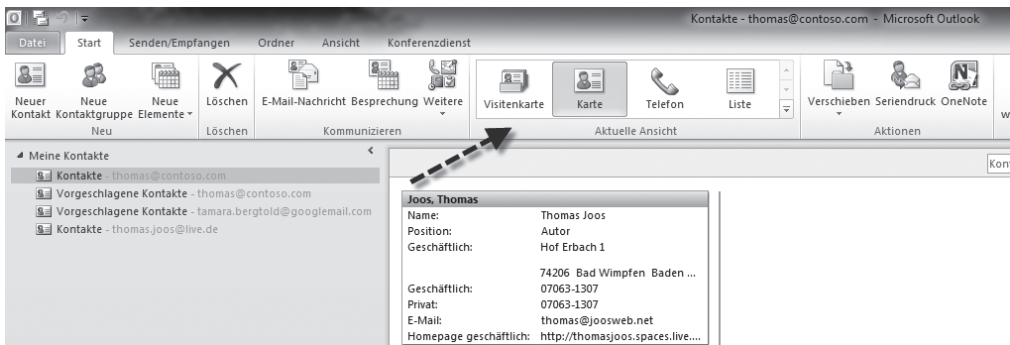 Kontakte - thomas@contoso.com - Microsoft Outlook
Datei Start Senden/Empfangen Ordner Ansicht Konferenzdienst
Neuer Kontakt
Neue Kontaktgruppe
Neue Elemente
Löschen
E-Mail-Nachricht
Besprechung
Weitere
Visitenkarte
Karte
Telefon
Liste
Verschieben
Seriendruck
OneNote
w
Neu
Löschen
Kommunizieren
Aktuelle Ansicht
Aktionen
Meine Kontakte
Kontakte - thomas@contoso.com
Vorgeschlagene Kontakte - thomas@contoso.com
Vorgeschlagene Kontakte - tamara.bergtold@googlemail.com
Kontakte - thomas.joos@live.de
Kon
Joos, Thomas
Name: Thomas Joos
Position: Autor
Geschäftlich: Hof Erbach 1
74206 Bad Wimpfen Baden ...
Geschäftlich: 07063-1307
Privat: 07063-1307
E-Mail: thomas@joosweb.net
Homepage geschäftlich: http://thomasjoos.spaces.live....